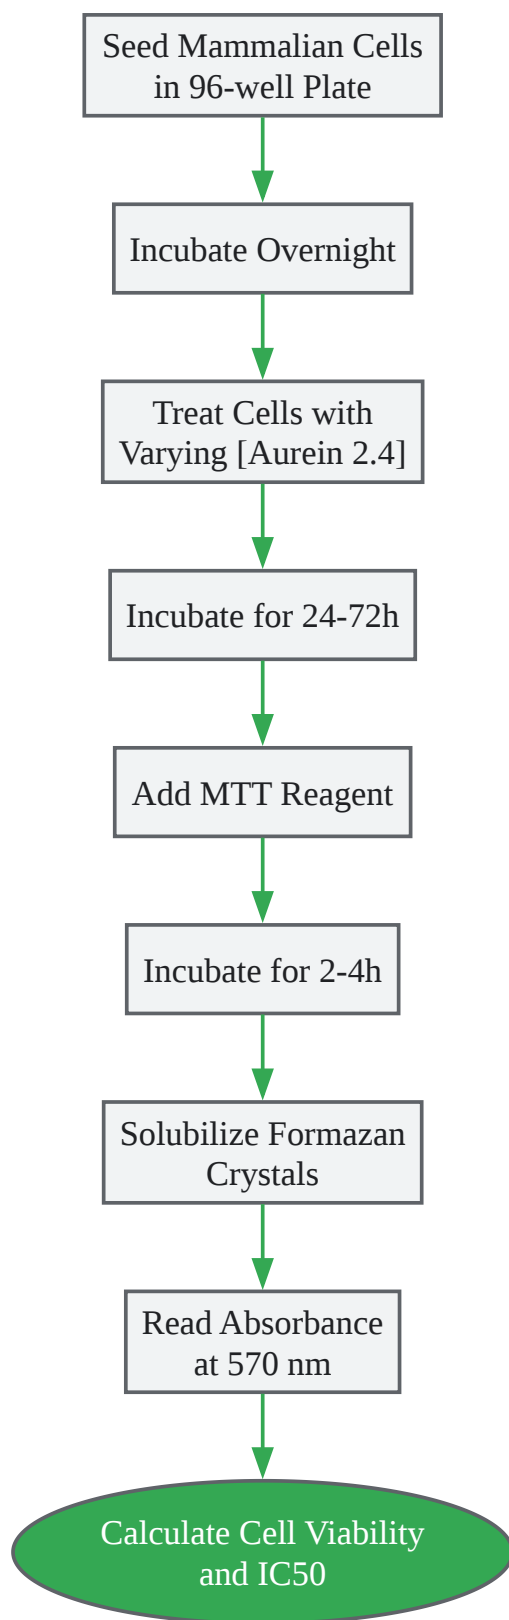 Seed Mammalian Cells
in 96-well Plate
Incubate Overnight
Treat Cells with
Varying [Aurein 2.4]
Incubate for 24-72h
Add MTT Reagent
Incubate for 2-4h
Solubilize Formazan
Crystals
Read Absorbance
at 570 nm
Calculate Cell Viability
and IC50